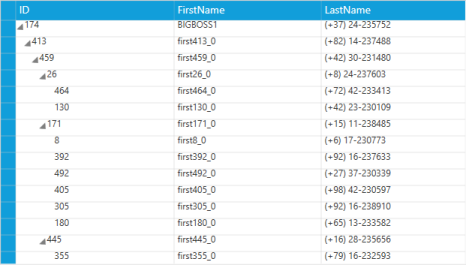 ID FirstName LastName
174 BIGBOSS1 (+37) 24-235752
413 first413_0 (+82) 14-237488
459 first459_0 (+42) 30-231480
26 first26_0 (+8) 24-237603
464 first464_0 (+72) 42-233413
130 first130_0 (+42) 23-230109
171 first171_0 (+15) 11-238485
8 first8_0 (+6) 17-230773
392 first392_0 (+92) 16-237633
492 first492_0 (+27) 37-230339
405 first405_0 (+98) 42-230597
305 first305_0 (+92) 16-238910
180 first180_0 (+65) 13-233582
445 first445_0 (+16) 28-235656
355 first355_0 (+79) 16-232593